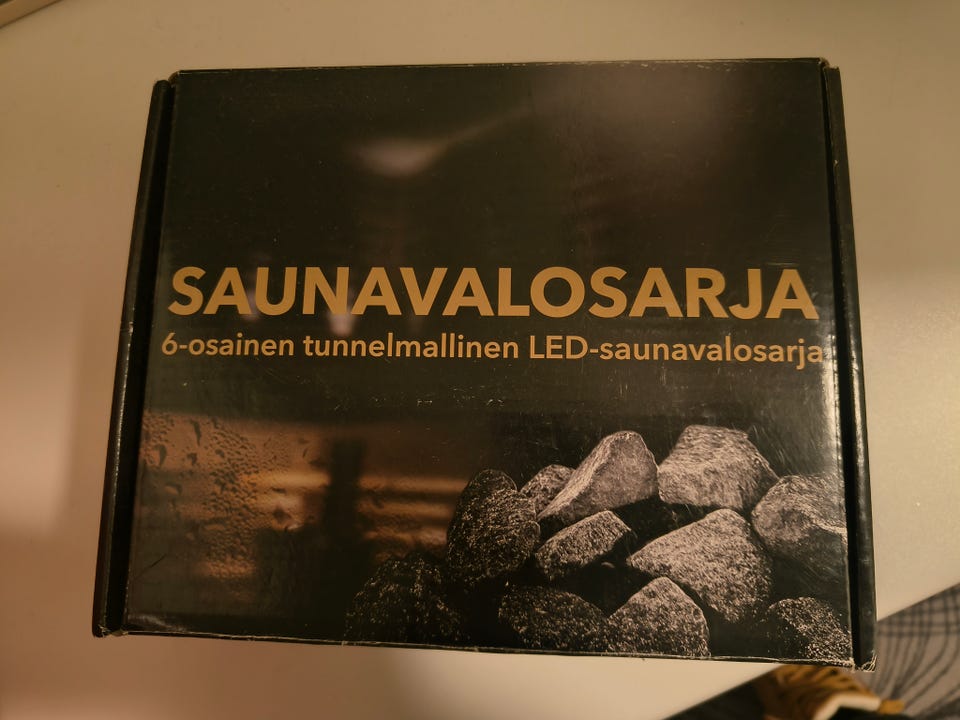 SAUNAVALOSARJA
6-osainen tunnelmallinen LED-saunavalosarja